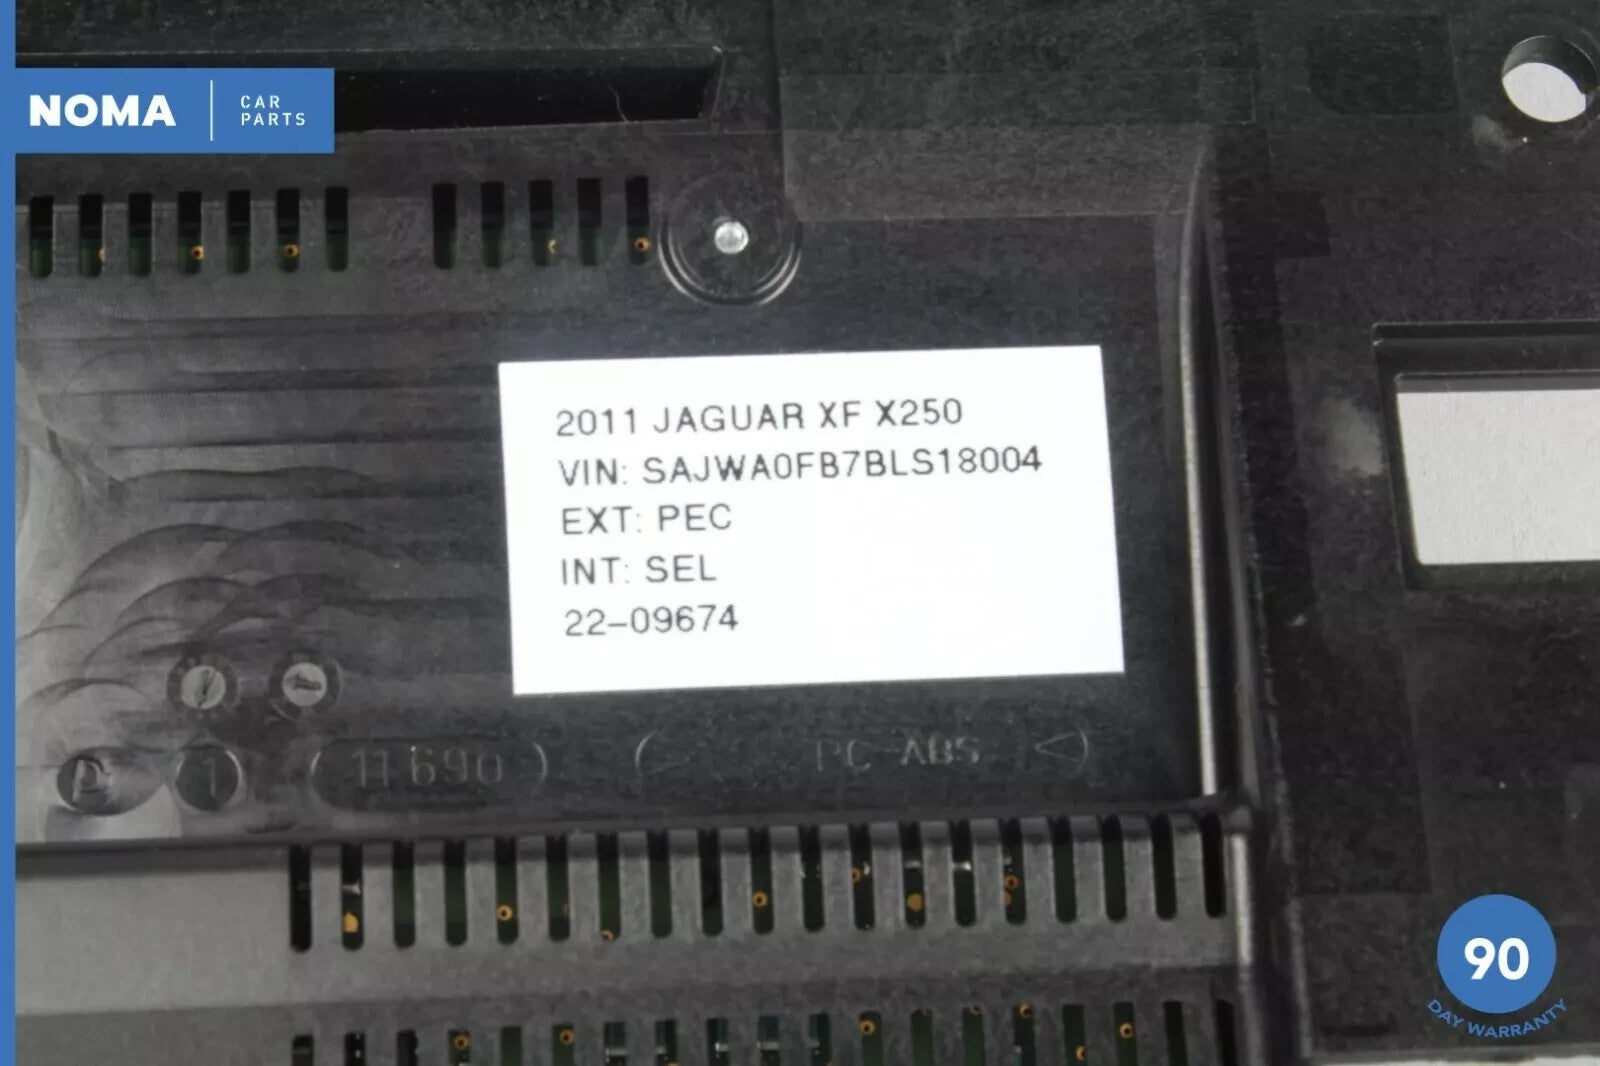 NOMA
CAR
PARTS
2011 JAGUAR XF X250
VIN: SAJWA0FB7BLS18004
EXT: PEC
INT: SEL
22-09674
P 1 11690
PC-ABS
90
DAY WARRANTY